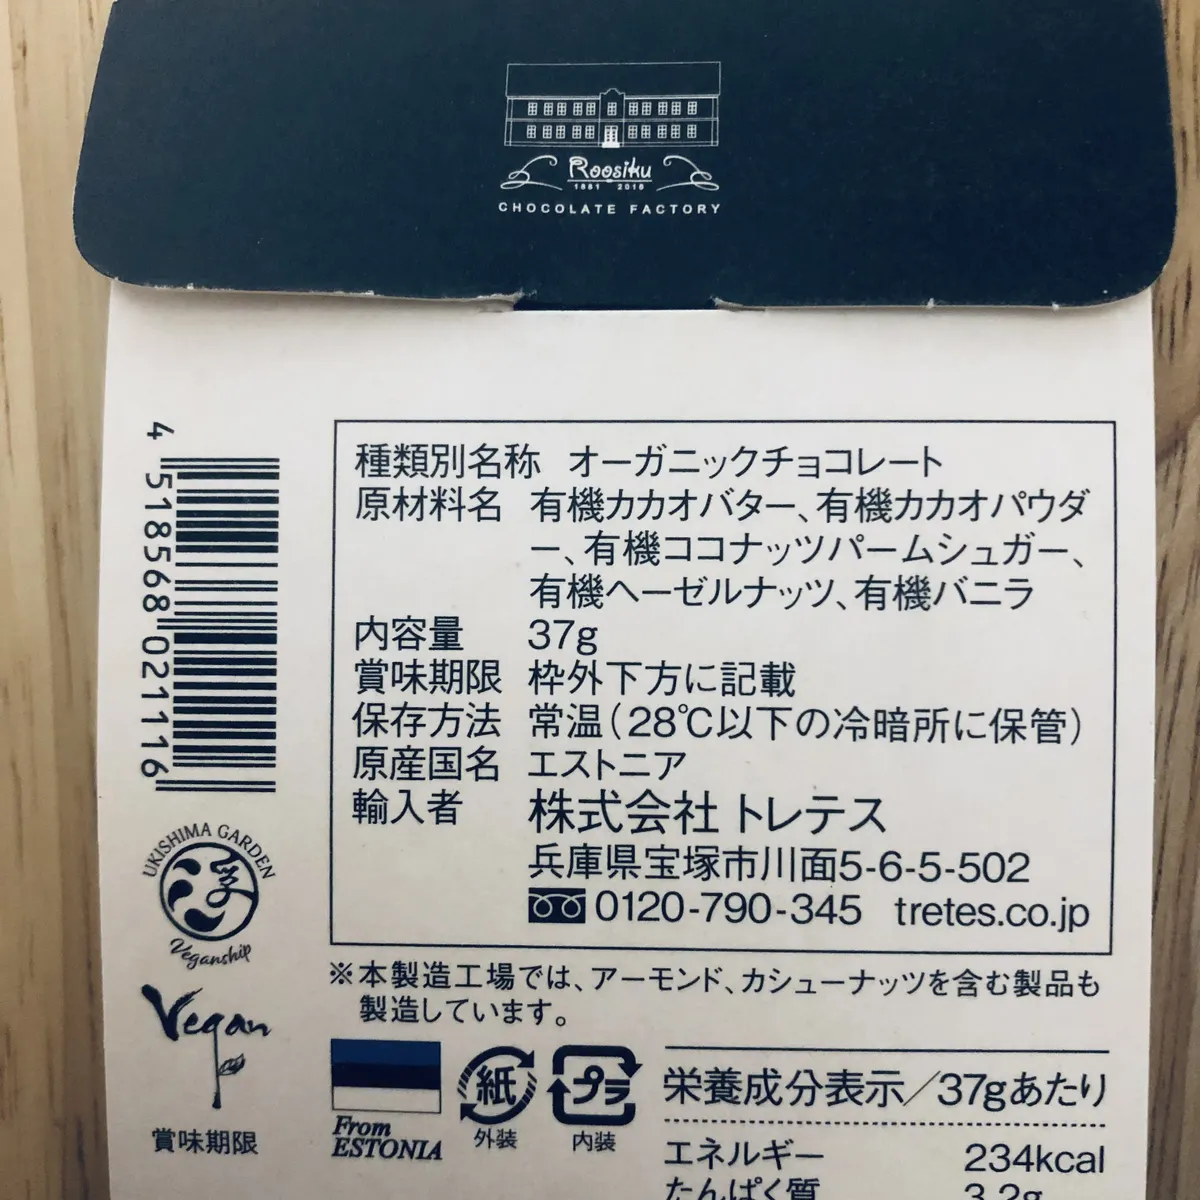 Roosiku
1881 2016
CHOCOLATE FACTORY
種類別名称 オーガニックチョコレート
原材料名 有機カカオバター、有機カカオパウダ
ー、有機ココナッツパームシュガー、
有機ヘーゼルナッツ、有機バニラ
内容量 37g
賞味期限 枠外下方に記載
保存方法 常温(28℃以下の冷暗所に保管)
原産国名 エストニア
輸入者 株式会社 トレテス
兵庫県宝塚市川面5-6-5-502
0120-790-345 tretes.co.jp
※本製造工場では、アーモンド、カシューナッツを含む製品も
製造しています。
4 518568 021116
UKISHIMA GARDEN
浮
Veganship
Vegan
賞味期限
From
ESTONIA
紙
外装
プラ
内装
栄養成分表示/37gあたり
エネルギー 234kcal
たんぱく質 3.2g